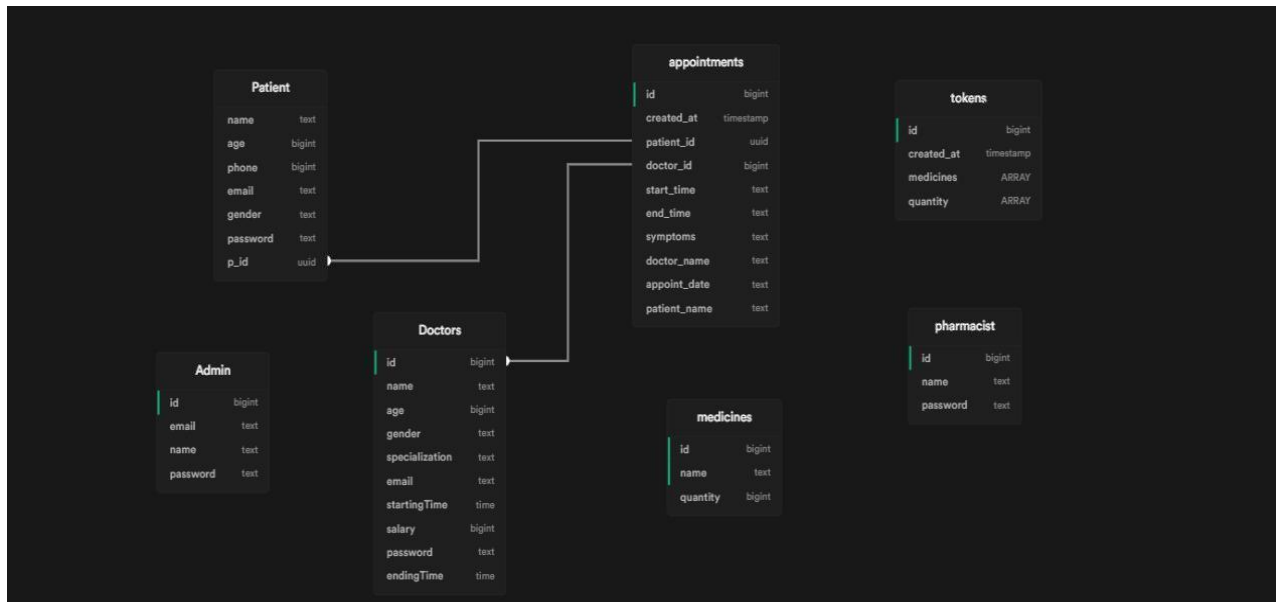 Patient
name text
age bigint
phone bigint
email text
gender text
password text
p_id uuid
appointments
id bigint
created_at timestamp
patient_id uuid
doctor_id bigint
start_time text
end_time text
symptoms text
doctor_name text
appoint_date text
patient_name text
tokens
id bigint
created_at timestamp
medicines ARRAY
quantity ARRAY
Admin
id bigint
email text
name text
password text
Doctors
id bigint
name text
age bigint
gender text
specialization text
email text
startingTime time
salary bigint
password text
endingTime time
medicines
id bigint
name text
quantity bigint
pharmacist
id bigint
name text
password text